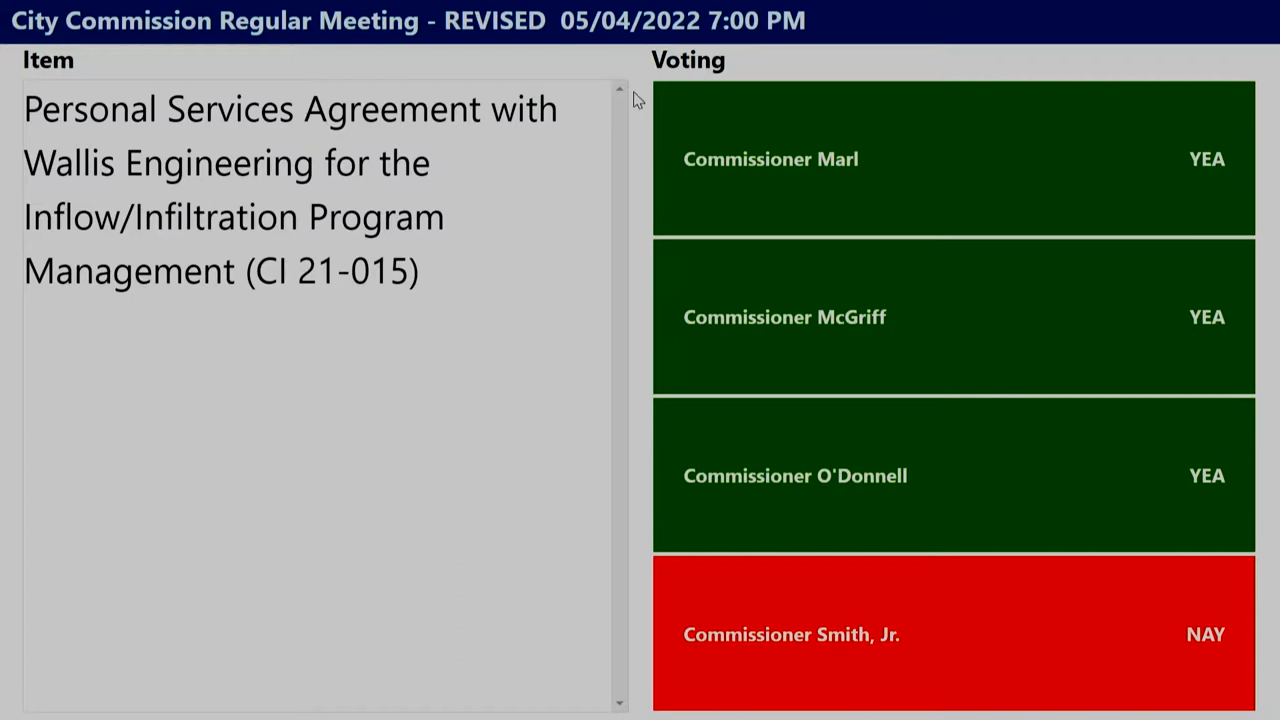 City Commission Regular Meeting - REVISED 05/04/2022 7:00 PM
Item
Personal Services Agreement with
Wallis Engineering for the
Inflow/Infiltration Program
Management (CI 21-015)
Voting
Commissioner Marl YEA
Commissioner McGriff YEA
Commissioner O'Donnell YEA
Commissioner Smith, Jr. NAY